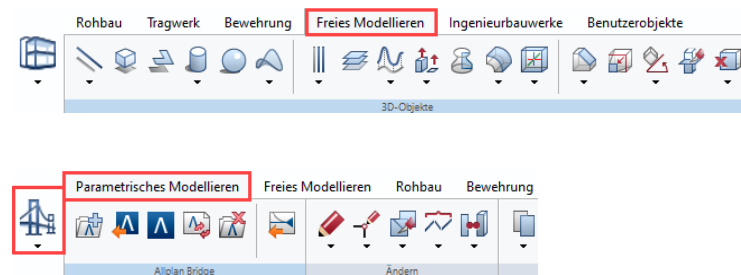 Rohbau Tragwerk Bewehrung Freies Modellieren Ingenieurbauwerke Benutzerobjekte
3D-Objekte
Parametrisches Modellieren Freies Modellieren Rohbau Bewehrung
Allplan Bridge Ändern